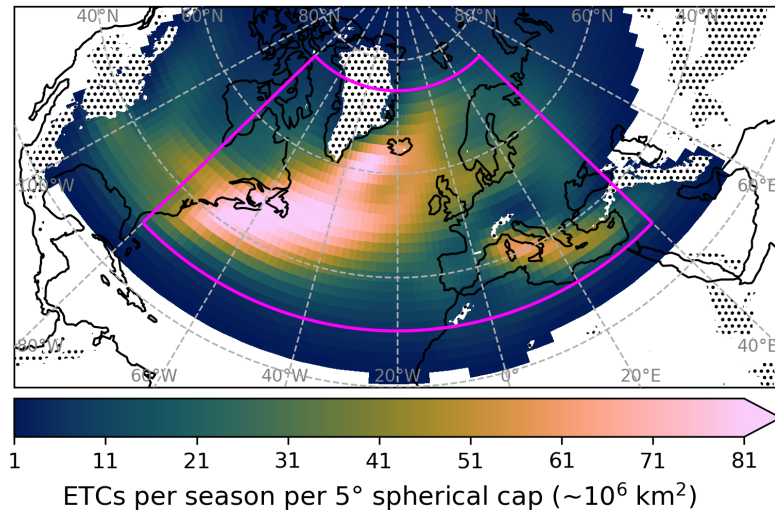 40°N 60°N 80°N 80°N 60°N 40°N
100°W 60°E
80°W 60°W 40°W 20°W 0° 20°E 40°E
1 11 21 31 41 51 61 71 81
ETCs per season per 5° spherical cap (~10⁶ km²)